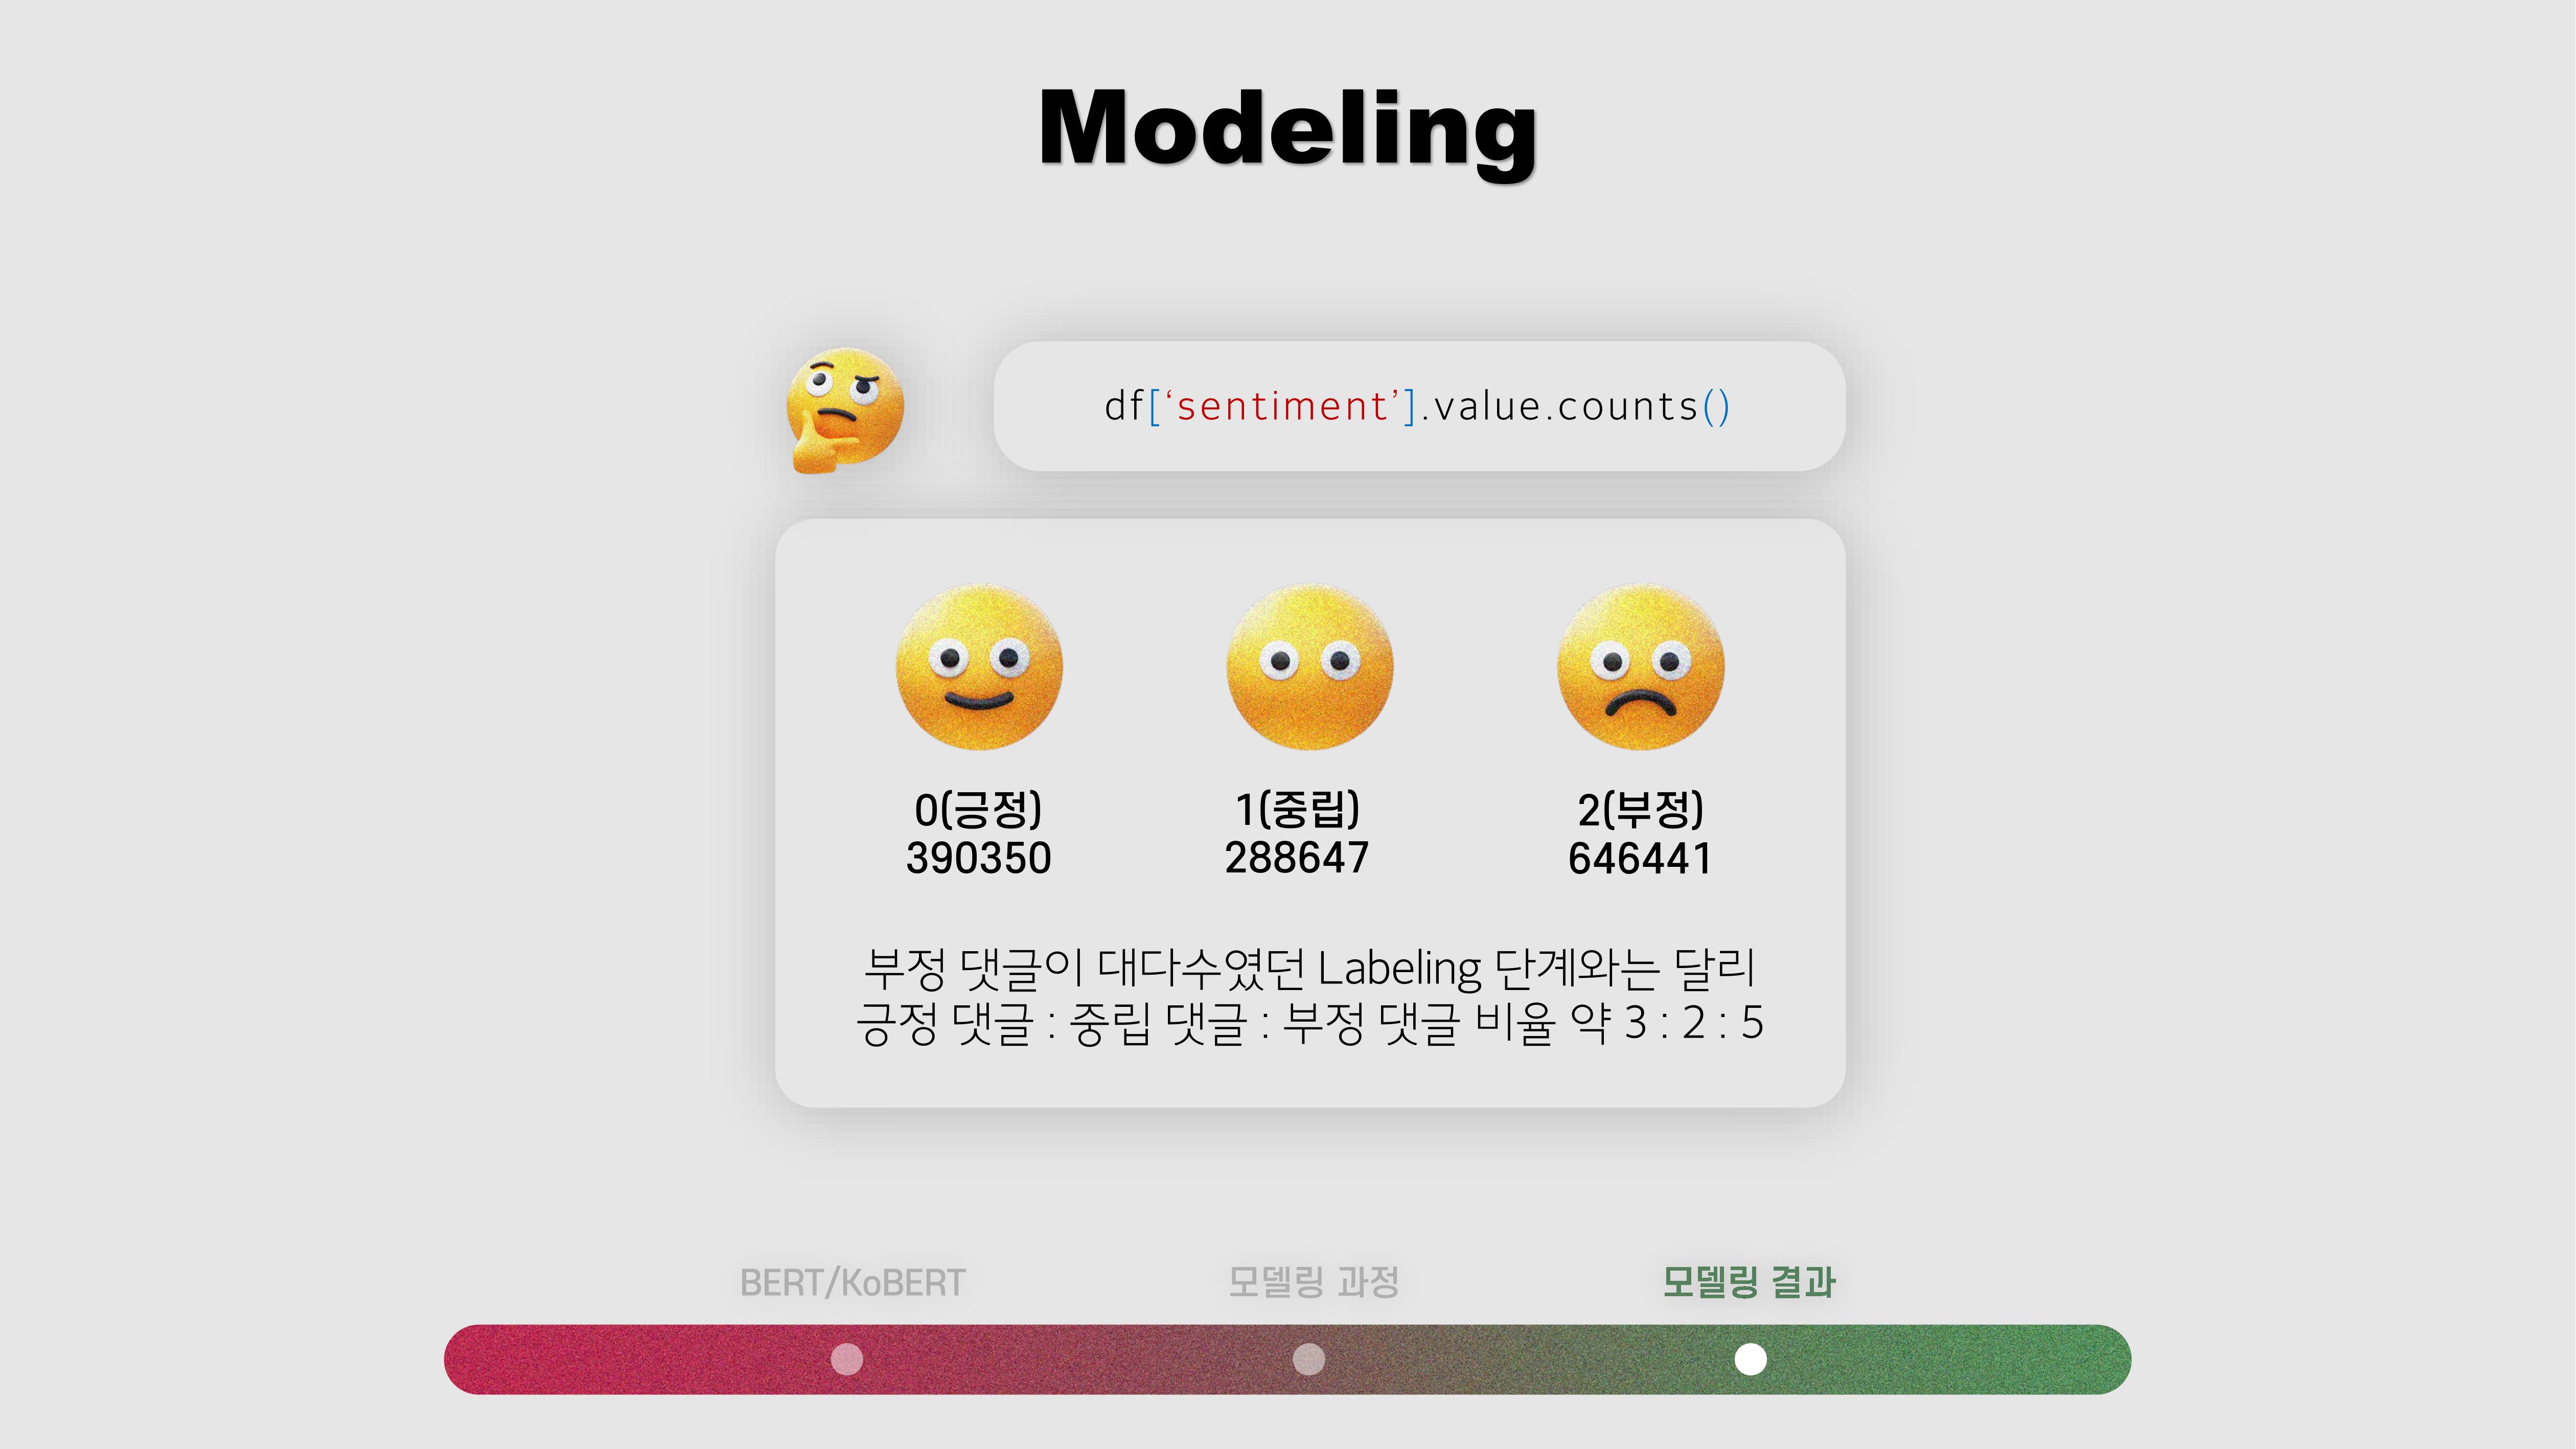 Modeling
df[‘sentiment’].value.counts()
0(긍정)
390350
1(중립)
288647
2(부정)
646441
부정 댓글이 대다수였던 Labeling 단계와는 달리
긍정 댓글 : 중립 댓글 : 부정 댓글 비율 약 3 : 2 : 5
BERT/KoBERT
모델링 과정
모델링 결과